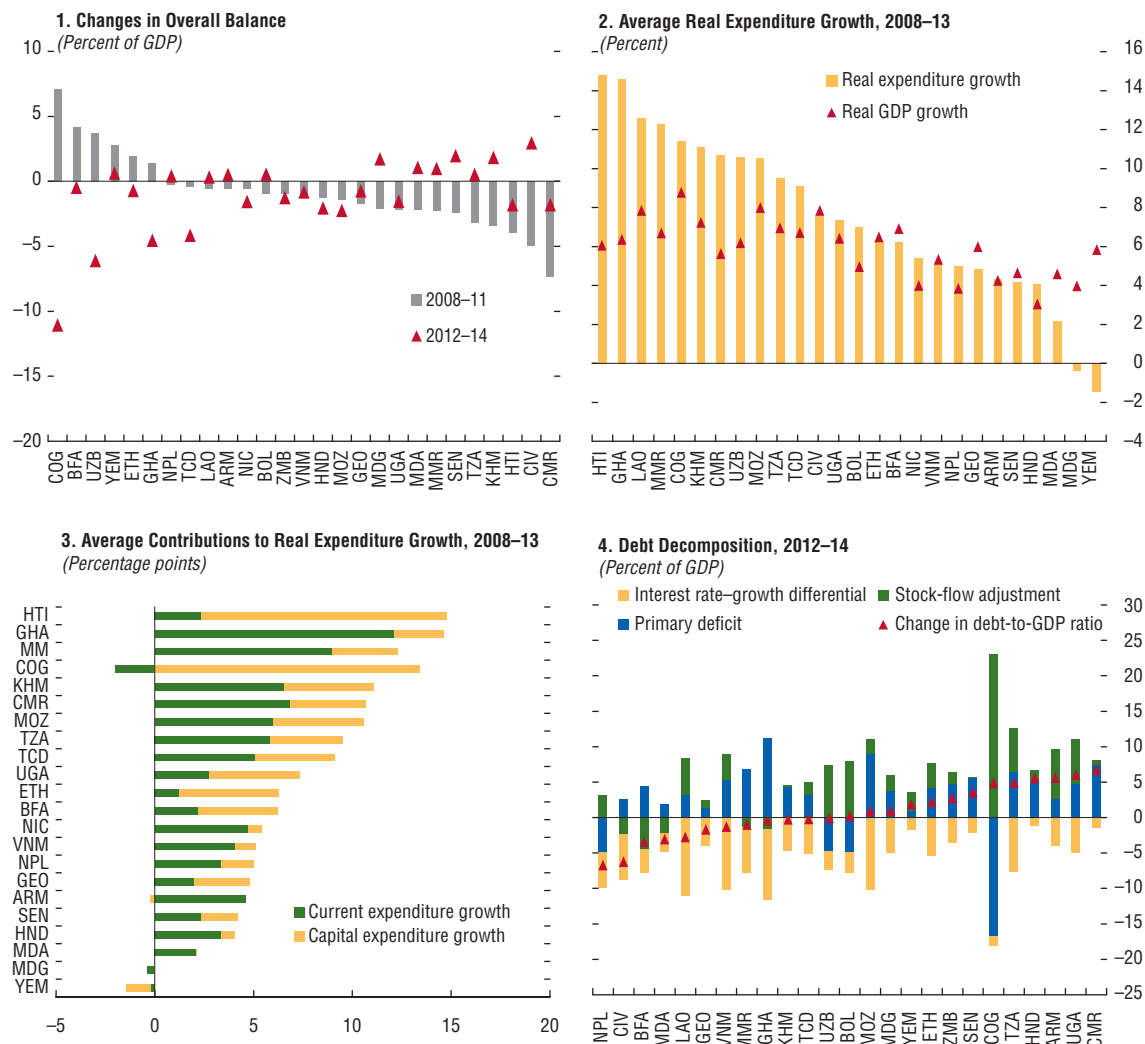 1. Changes in Overall Balance
(Percent of GDP)
10
5
0
–5
–10
–15
–20
2008–11
2012–14
COG BFA UZB YEM ETH GHA NPL TCD LAO ARM NIC BOL ZMB VNM HND MOZ GEO MDG UGA MDA MMR SEN TZA KHM HTI CIV CMR
2. Average Real Expenditure Growth, 2008–13
(Percent)
16
14
12
10
8
6
4
2
0
–2
–4
Real expenditure growth
Real GDP growth
HTI GHA LAO MMR COG KHM CMR UZB MOZ TZA TCD CIV UGA BOL ETH BFA NIC VNM NPL GEO ARM SEN HND MDA MDG YEM
3. Average Contributions to Real Expenditure Growth, 2008–13
(Percentage points)
HTI
GHA
MM
COG
KHM
CMR
MOZ
TZA
TCD
UGA
ETH
BFA
NIC
VNM
NPL
GEO
ARM
SEN
HND
MDA
MDG
YEM
Current expenditure growth
Capital expenditure growth
–5 0 5 10 15 20
4. Debt Decomposition, 2012–14
(Percent of GDP)
Interest rate–growth differential
Stock-flow adjustment
Primary deficit
Change in debt-to-GDP ratio
30
25
20
15
10
5
0
–5
–10
–15
–20
–25
NPL CIV BFA MDA LAO GEO VNM MMR GHA KHM TCD UZB BOL MOZ MDG YEM ETH ZMB SEN COG TZA HND ARM UGA CMR